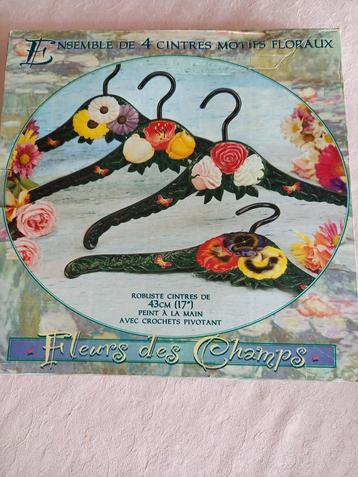 ENSEMBLE DE 4 CINTRES MOTIFS FLORAUX
ROBUSTE CINTRES DE
43CM (17")
PEINT À LA MAIN
AVEC CROCHETS PIVOTANT
Fleurs des Champs